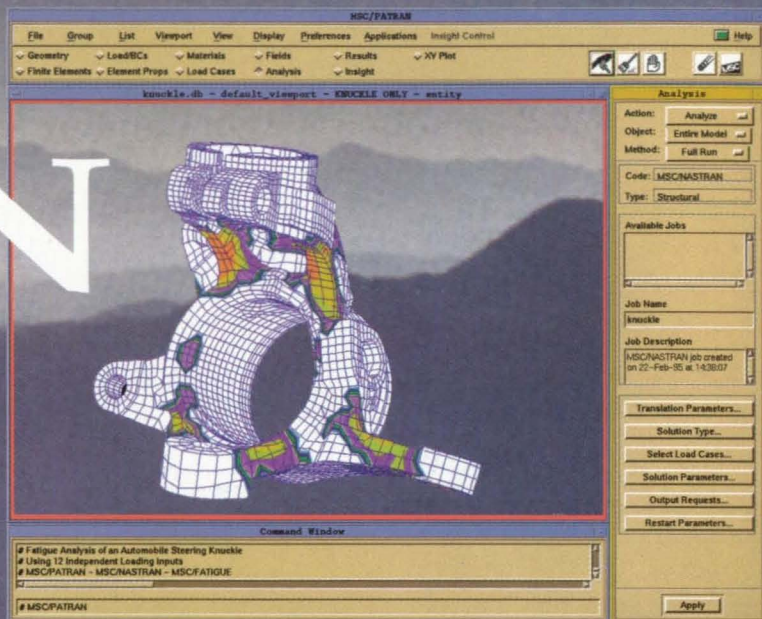 MSC/PATRAN
File Group List Viewport View Display Preferences Applications Insight Control Help
Geometry Load/BCs Materials Fields Results XY Plot
Finite Elements Element Props Load Cases Analysis Insight
knuckle.db - default_viewport - KNUCKLE ONLY - entity
N
Analysis
Action: Analyze
Object: Entire Model
Method: Full Run
Code: MSC/NASTRAN
Type: Structural
Available Jobs
Job Name
knuckle
Job Description
MSC/NASTRAN job created
on 22-Feb-95 at 14:38:07
Translation Parameters...
Solution Type...
Select Load Cases...
Solution Parameters...
Output Requests...
Restart Parameters...
Apply
Command Window
# Fatigue Analysis of an Automobile Steering Knuckle
# Using 12 Independent Loading Inputs
# MSC/PATRAN - MSC/NASTRAN - MSC/FATIGUE
# MSC/PATRAN